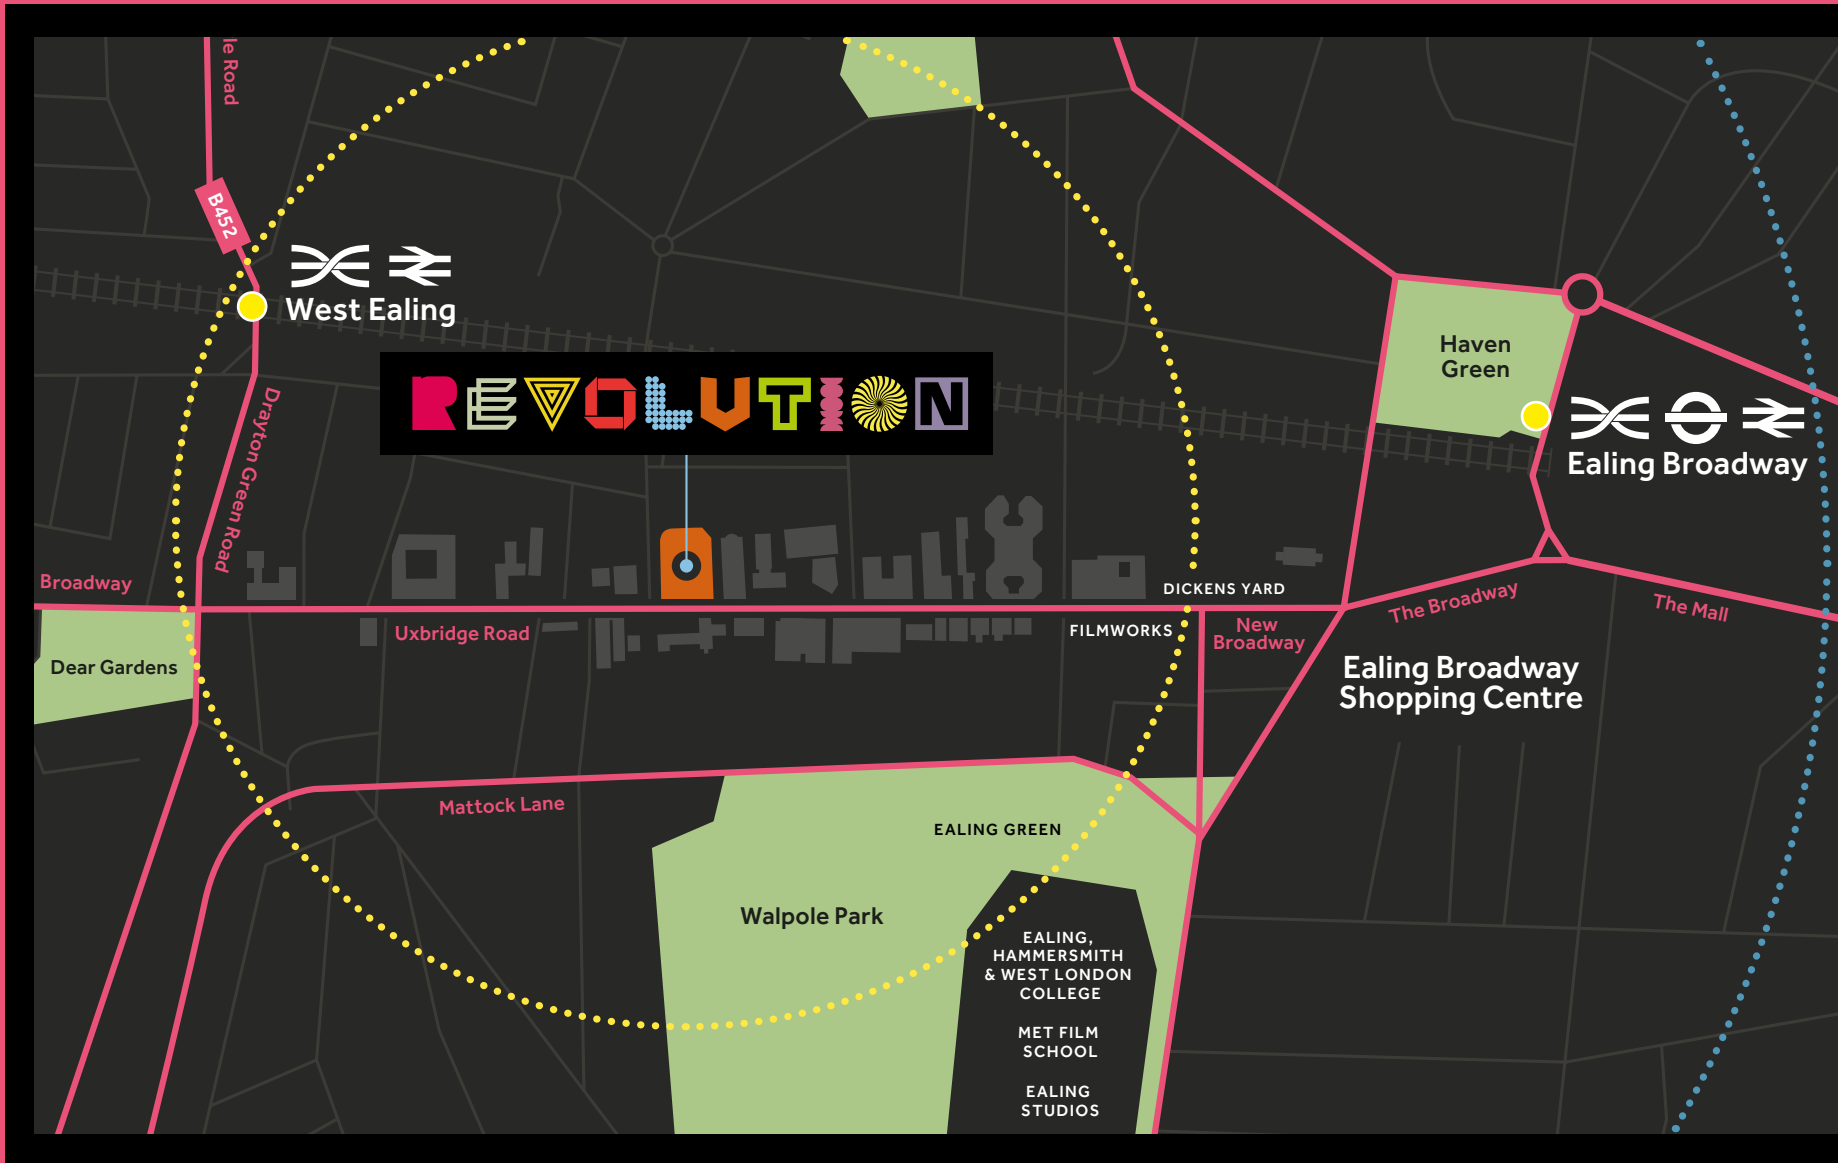 le Road
B452
West Ealing
REVOLUTION
Haven
Green
Ealing Broadway
Drayton Green Road
Broadway
Uxbridge Road
DICKENS YARD
FILMWORKS
New
Broadway
The Broadway
The Mall
Dear Gardens
Ealing Broadway
Shopping Centre
Mattock Lane
EALING GREEN
Walpole Park
EALING,
HAMMERSMITH
& WEST LONDON
COLLEGE
MET FILM
SCHOOL
EALING
STUDIOS